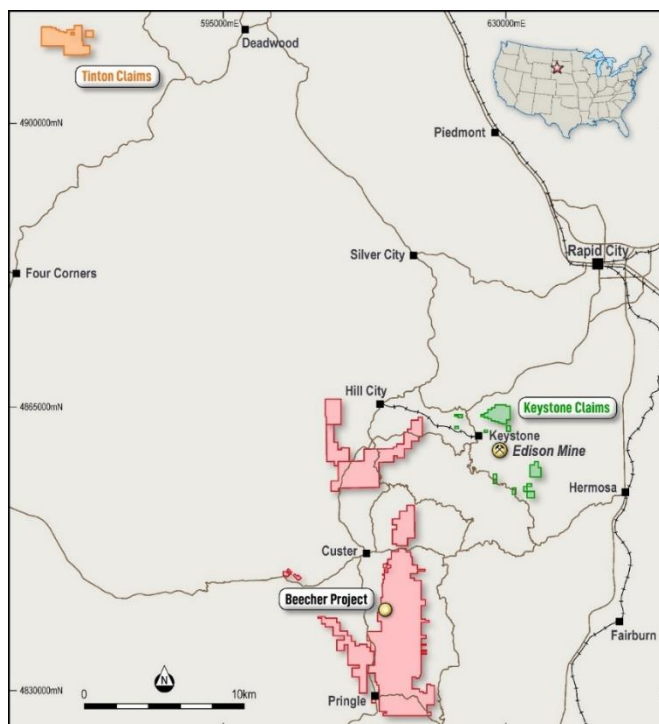 595000mE
630000mE
Deadwood
Tinton Claims
4900000mN
Piedmont
Silver City
Rapid City
Four Corners
Hill City
4865000mN
Keystone Claims
Keystone
Edison Mine
Hermosa
Custer
Beecher Project
Fairburn
N
4830000mN
0
10km
Pringle